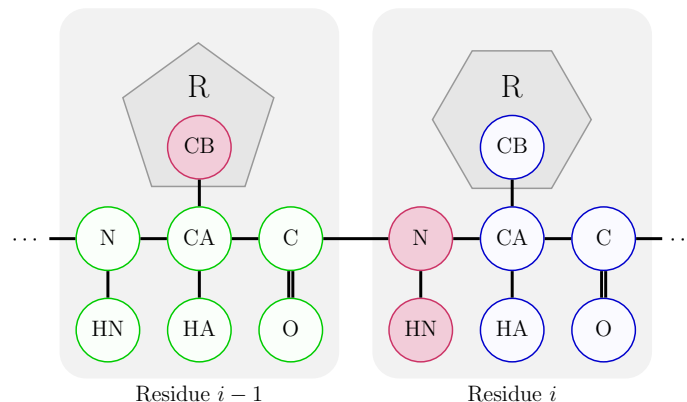 R R
CB CB
⋯ N CA C N CA C ⋯
HN HA O HN HA O
Residue i − 1 Residue i